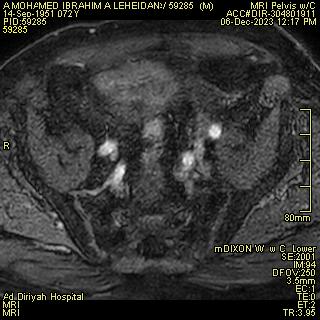 A MOHAMED IBRAHIM A LEHEIDAN:/ 59285 (M)
14-Sep-1951 072Y
PID:59285
59285
MRI Pelvis w/C
ACC#DIR-304801911
06-Dec-2023 12:17 PM
R
80mm
mDIXON W w C Lower
SE:2001
IM:94
DFOV:250
3.5mm
EC:1
TE:0
ET:2
TR:3.95
Ad Diriyah Hospital
MRI
MRI